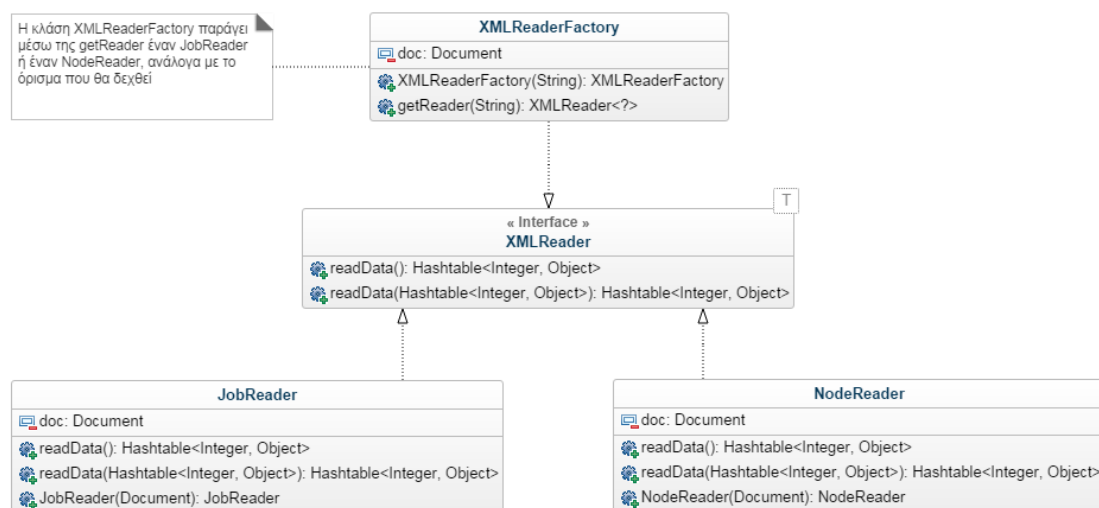 Η κλάση XMLReaderFactory παράγει
μέσω της getReader έναν JobReader
ή έναν NodeReader, ανάλογα με το
όρισμα που θα δεχθεί
XMLReaderFactory
doc: Document
XMLReaderFactory(String): XMLReaderFactory
getReader(String): XMLReader<?>
T
« Interface »
XMLReader
readData(): Hashtable<Integer, Object>
readData(Hashtable<Integer, Object>): Hashtable<Integer, Object>
JobReader
doc: Document
readData(): Hashtable<Integer, Object>
readData(Hashtable<Integer, Object>): Hashtable<Integer, Object>
JobReader(Document): JobReader
NodeReader
doc: Document
readData(): Hashtable<Integer, Object>
readData(Hashtable<Integer, Object>): Hashtable<Integer, Object>
NodeReader(Document): NodeReader